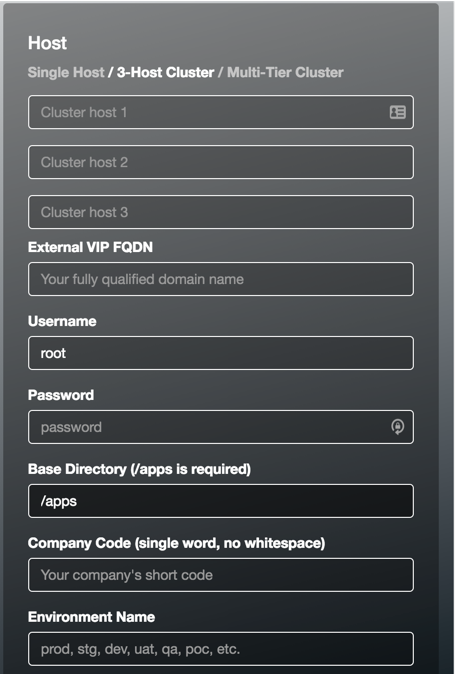 Host
Single Host / 3-Host Cluster / Multi-Tier Cluster
Cluster host 1
Cluster host 2
Cluster host 3
External VIP FQDN
Your fully qualified domain name
Username
root
Password
password
Base Directory (/apps is required)
/apps
Company Code (single word, no whitespace)
Your company's short code
Environment Name
prod, stg, dev, uat, qa, poc, etc.